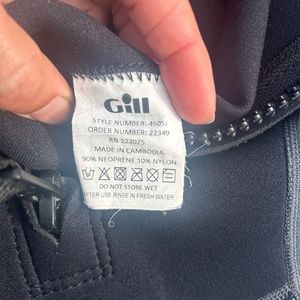 Gill
STYLE NUMBER: 4605J
ORDER NUMBER: 22349
RN 122075
MADE IN CAMBODIA
90% NEOPRENE 10% NYLON
DO NOT STORE WET
AFTER USE RINSE IN FRESH WATER